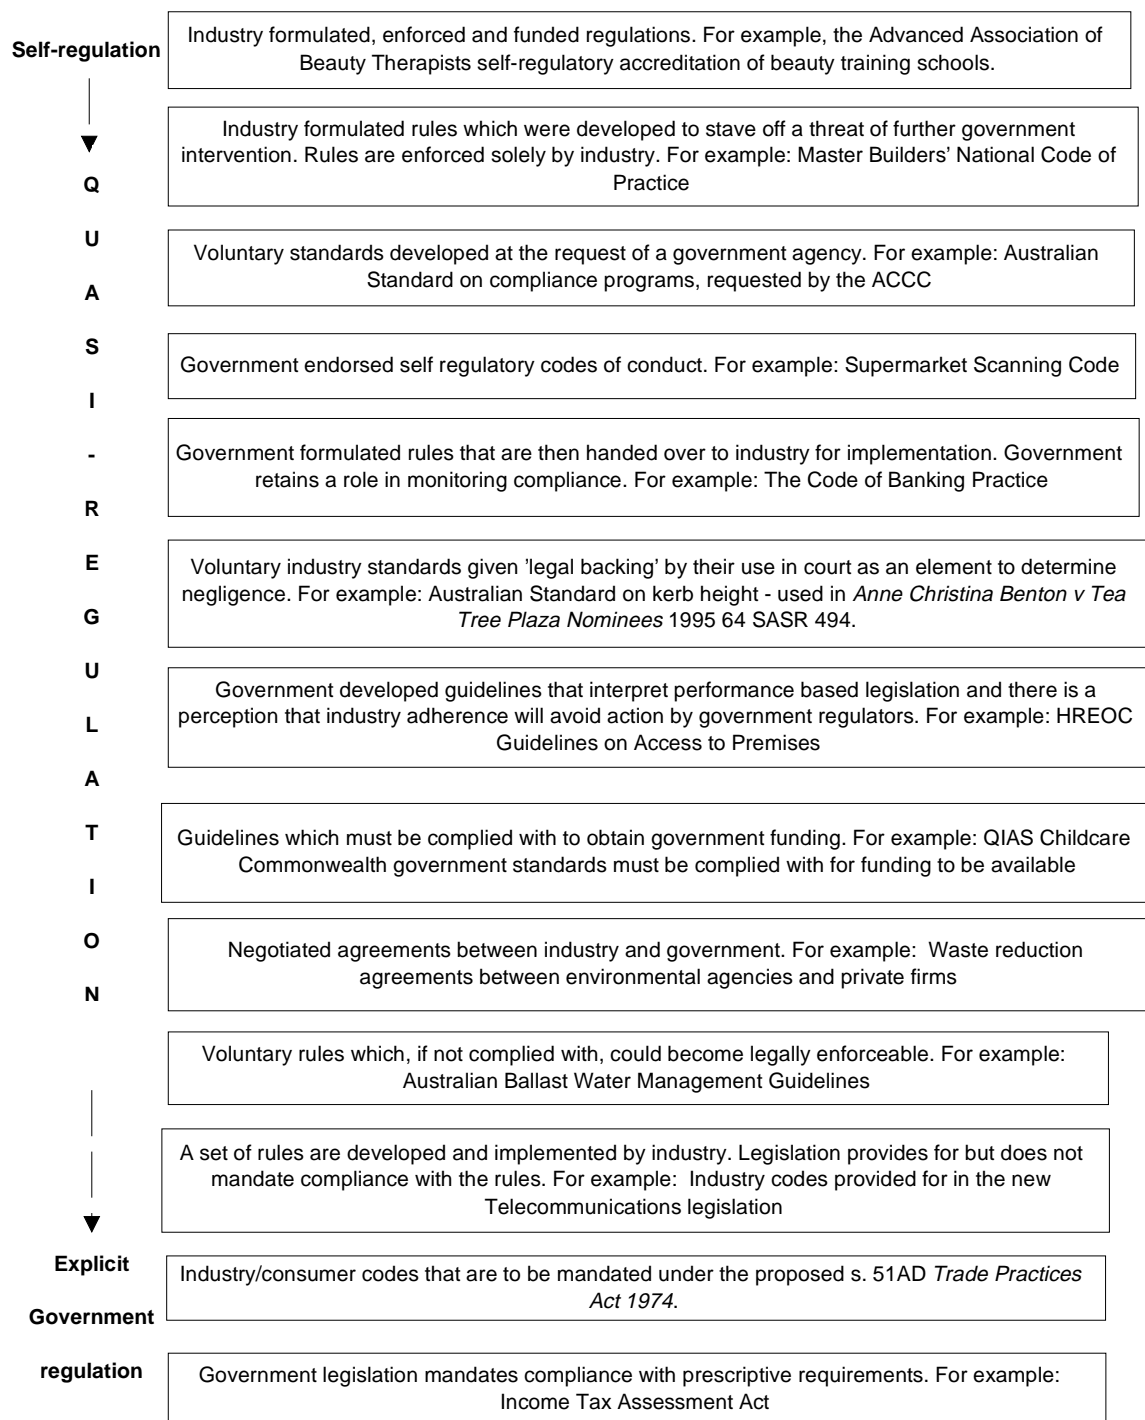 Self-regulation
Industry formulated, enforced and funded regulations. For example, the Advanced Association of
Beauty Therapists self-regulatory accreditation of beauty training schools.
Industry formulated rules which were developed to stave off a threat of further government
intervention. Rules are enforced solely by industry. For example: Master Builders' National Code of
Practice
Q
U
A
S
I
-
R
E
G
U
L
A
T
I
O
N
Voluntary standards developed at the request of a government agency. For example: Australian
Standard on compliance programs, requested by the ACCC
Government endorsed self regulatory codes of conduct. For example: Supermarket Scanning Code
Government formulated rules that are then handed over to industry for implementation. Government
retains a role in monitoring compliance. For example: The Code of Banking Practice
Voluntary industry standards given 'legal backing' by their use in court as an element to determine
negligence. For example: Australian Standard on kerb height - used in Anne Christina Benton v Tea
Tree Plaza Nominees 1995 64 SASR 494.
Government developed guidelines that interpret performance based legislation and there is a
perception that industry adherence will avoid action by government regulators. For example: HREOC
Guidelines on Access to Premises
Guidelines which must be complied with to obtain government funding. For example: QIAS Childcare
Commonwealth government standards must be complied with for funding to be available
Negotiated agreements between industry and government. For example:  Waste reduction
agreements between environmental agencies and private firms
Voluntary rules which, if not complied with, could become legally enforceable. For example:
Australian Ballast Water Management Guidelines
A set of rules are developed and implemented by industry. Legislation provides for but does not
mandate compliance with the rules. For example:  Industry codes provided for in the new
Telecommunications legislation
Explicit
Government
regulation
Industry/consumer codes that are to be mandated under the proposed s. 51AD Trade Practices
Act 1974.
Government legislation mandates compliance with prescriptive requirements. For example:
Income Tax Assessment Act